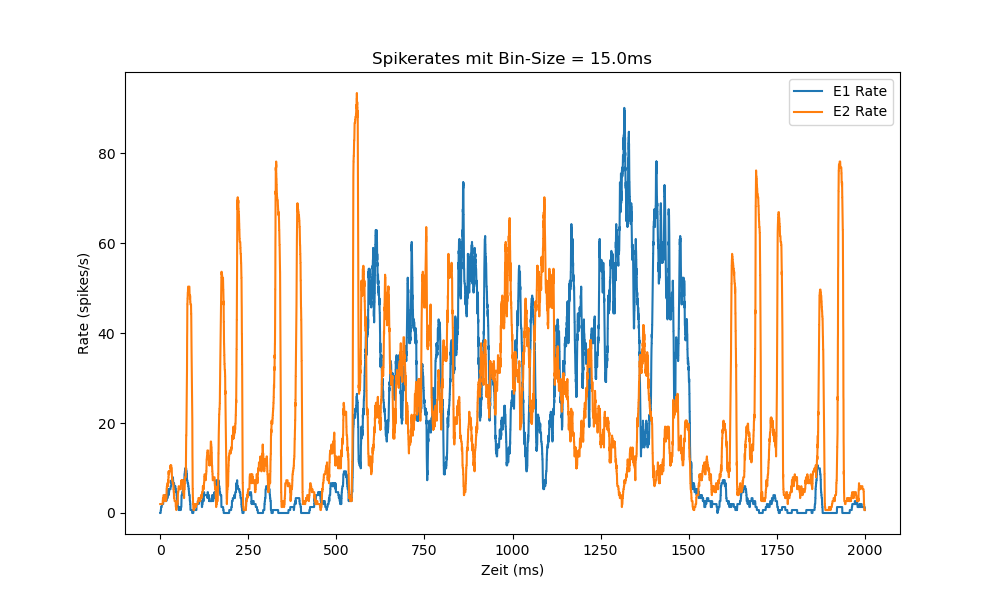 Spikerates mit Bin-Size = 15.0ms
E1 Rate
E2 Rate
80
60
40
20
0
Rate (spikes/s)
0 250 500 750 1000 1250 1500 1750 2000
Zeit (ms)